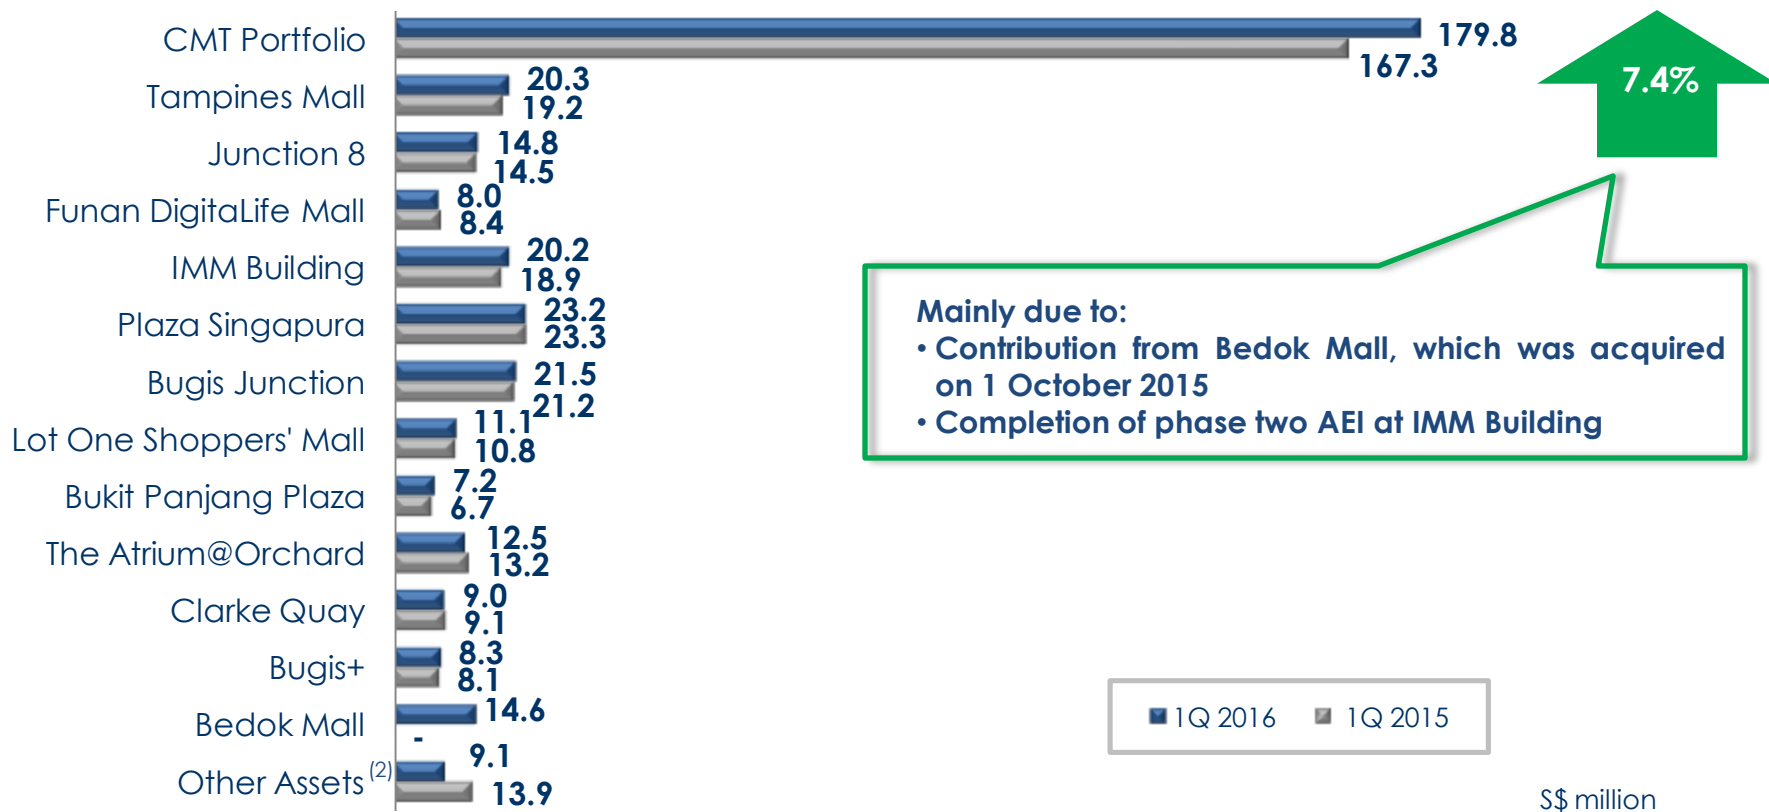 CMT Portfolio 179.8
167.3
7.4%
Tampines Mall 20.3
19.2
Junction 8 14.8
14.5
Funan DigitaLife Mall 8.0
8.4
IMM Building 20.2
18.9
Plaza Singapura 23.2
23.3
Bugis Junction 21.5
21.2
Lot One Shoppers' Mall 11.1
10.8
Bukit Panjang Plaza 7.2
6.7
The Atrium@Orchard 12.5
13.2
Clarke Quay 9.0
9.1
Bugis+ 8.3
8.1
Bedok Mall 14.6
-
Other Assets (2) 9.1
13.9
Mainly due to:
• Contribution from Bedok Mall, which was acquired
on 1 October 2015
• Completion of phase two AEI at IMM Building
1Q 2016 1Q 2015
S$ million